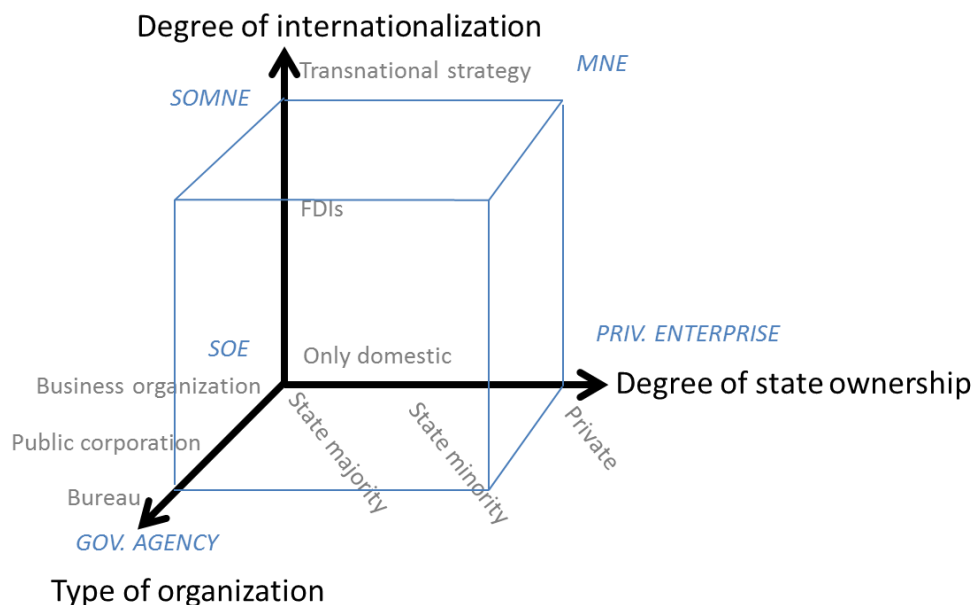 Degree of internationalization
Transnational strategy
MNE
SOMNE
FDIs
PRIV. ENTERPRISE
SOE
Only domestic
Business organization
Degree of state ownership
State majority
State minority
Private
Public corporation
Bureau
GOV. AGENCY
Type of organization